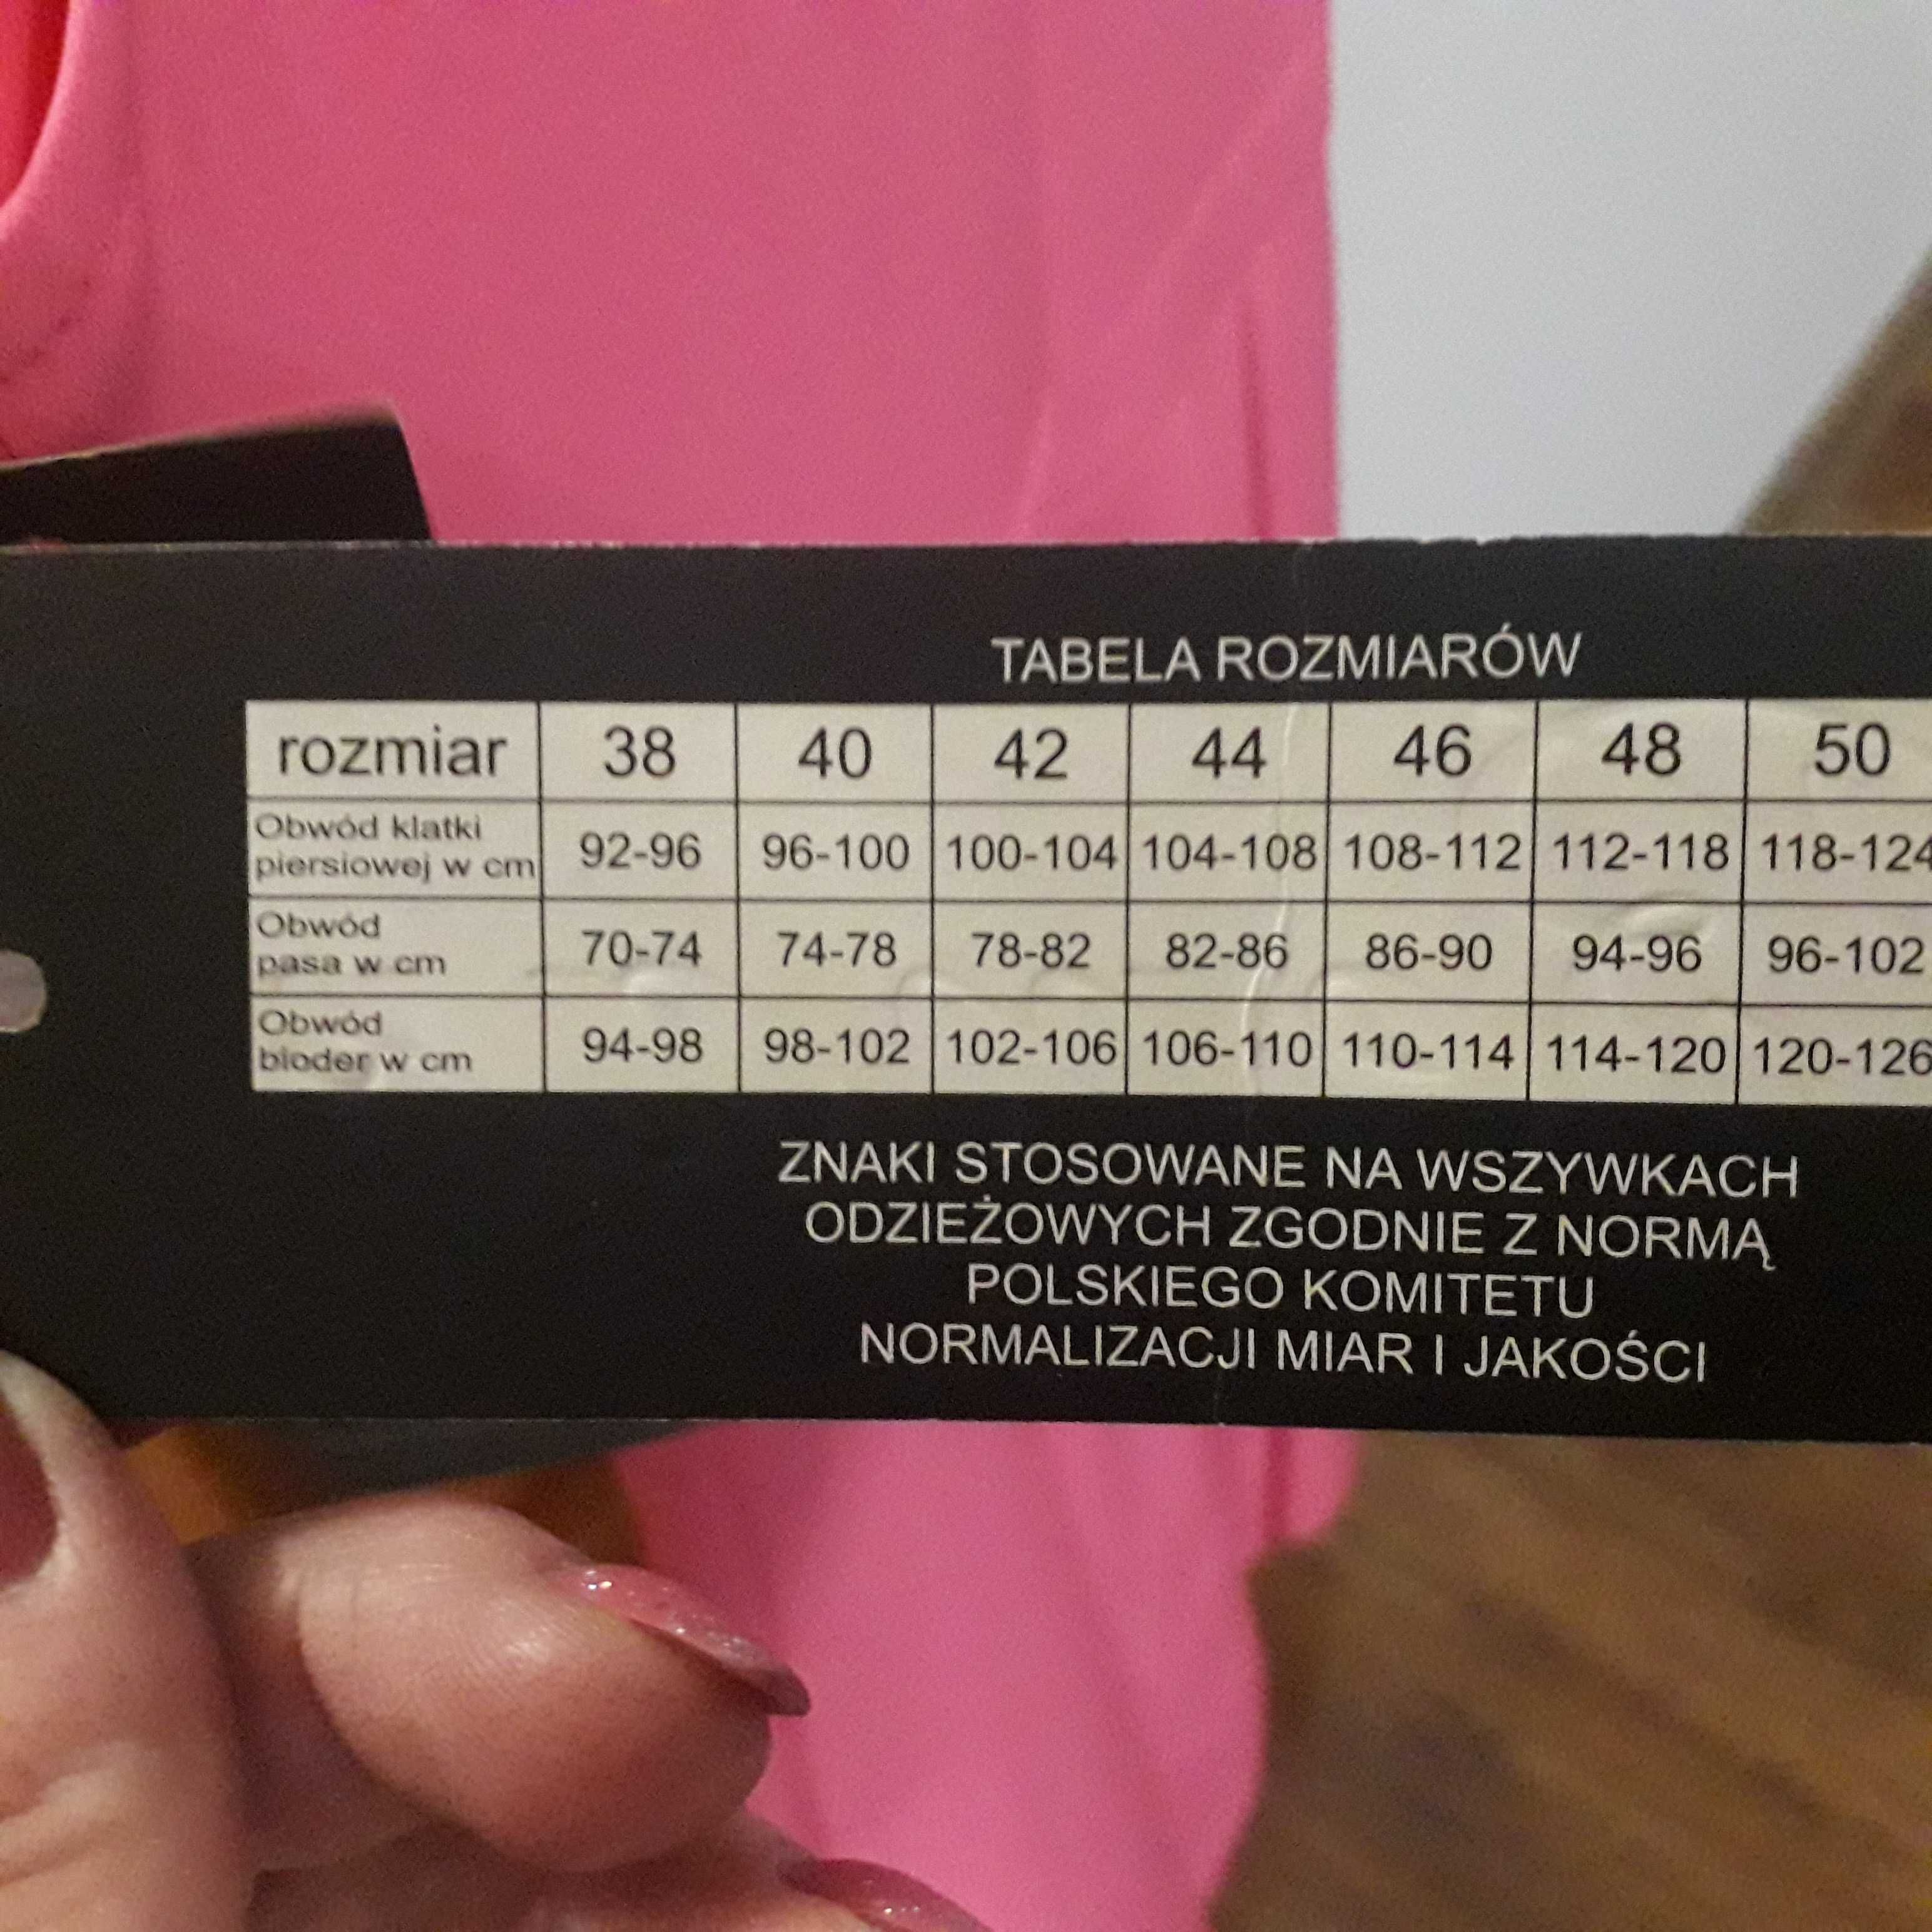 TABELA ROZMIARÓW
rozmiar 38 40 42 44 46 48 50
Obwód klatki
piersiowej w cm 92-96 96-100 100-104 104-108 108-112 112-118 118-124
Obwód
pasa w cm 70-74 74-78 78-82 82-86 86-90 94-96 96-102
Obwód
bioder w cm 94-98 98-102 102-106 106-110 110-114 114-120 120-126
ZNAKI STOSOWANE NA WSZYWKACH
ODZIEŻOWYCH ZGODNIE Z NORMĄ
POLSKIEGO KOMITETU
NORMALIZACJI MIAR I JAKOŚCI